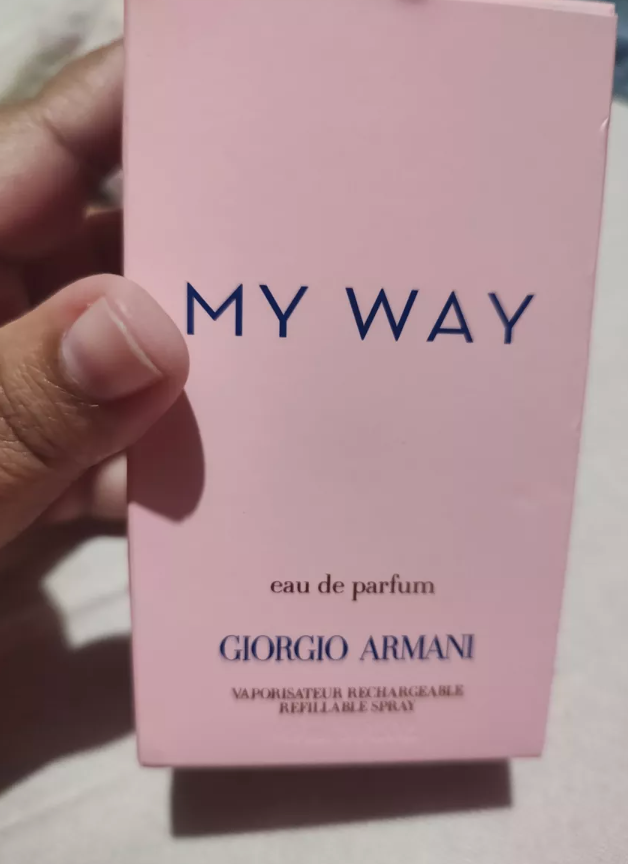 MY WAY
eau de parfum
GIORGIO ARMANI
VAPORISATEUR RECHARGEABLE
REFILLABLE SPRAY